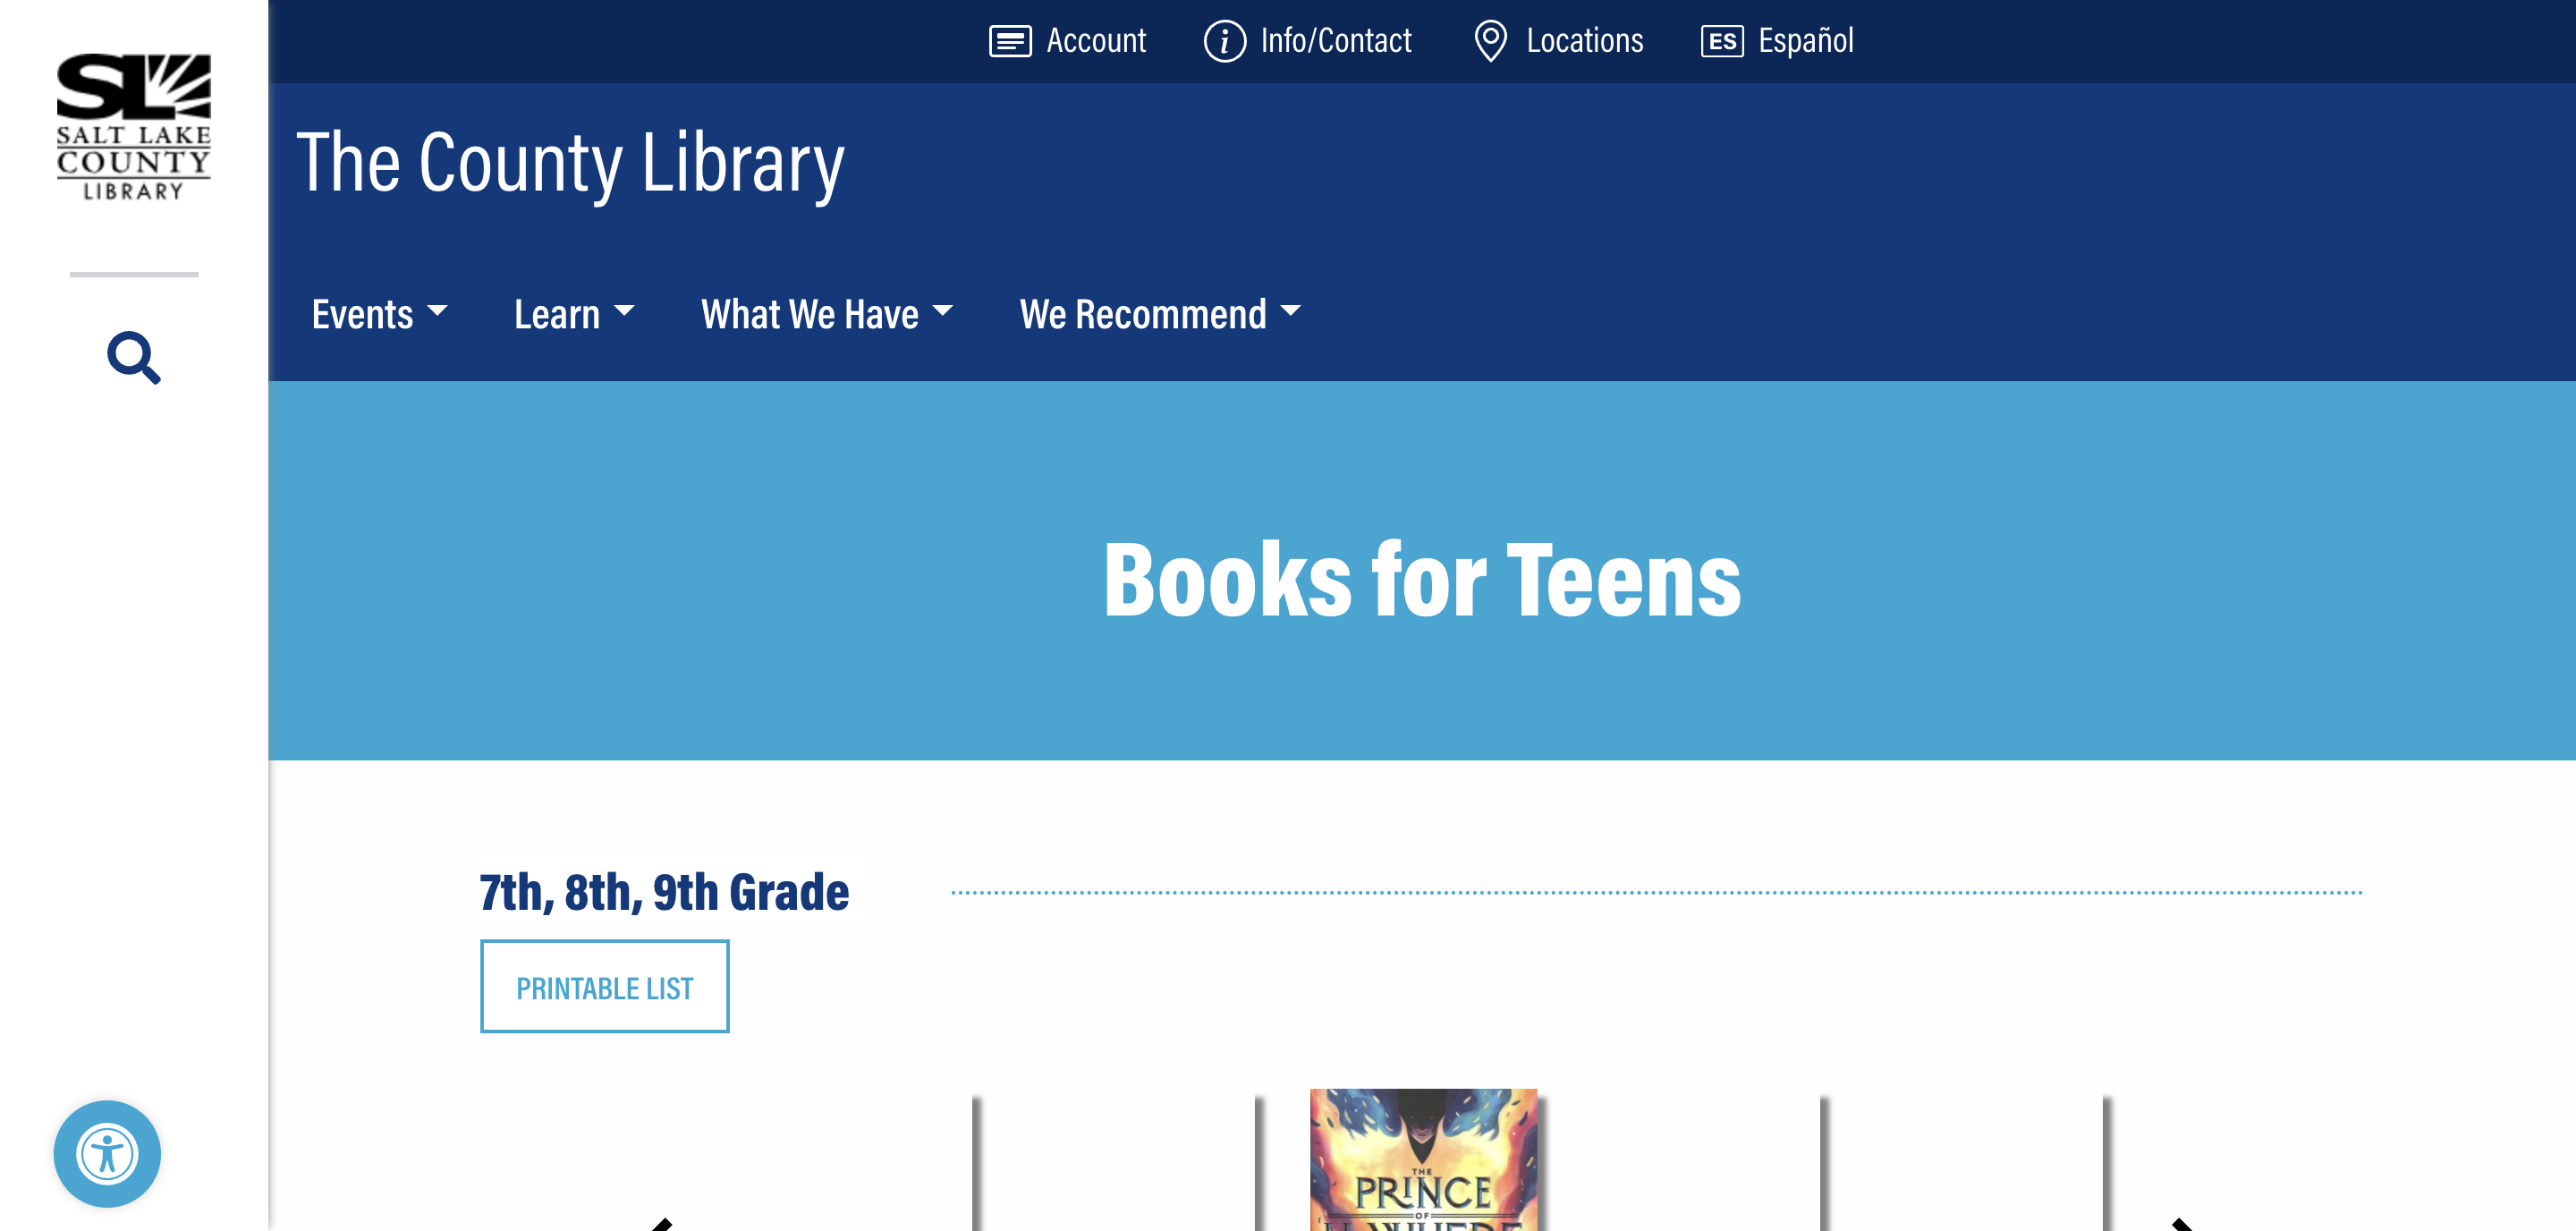 SL
SALT LAKE
COUNTY
LIBRARY
Account
Info/Contact
Locations
ES Español
The County Library
Events
Learn
What We Have
We Recommend
Books for Teens
7th, 8th, 9th Grade
PRINTABLE LIST
THE
PRINCE
OF